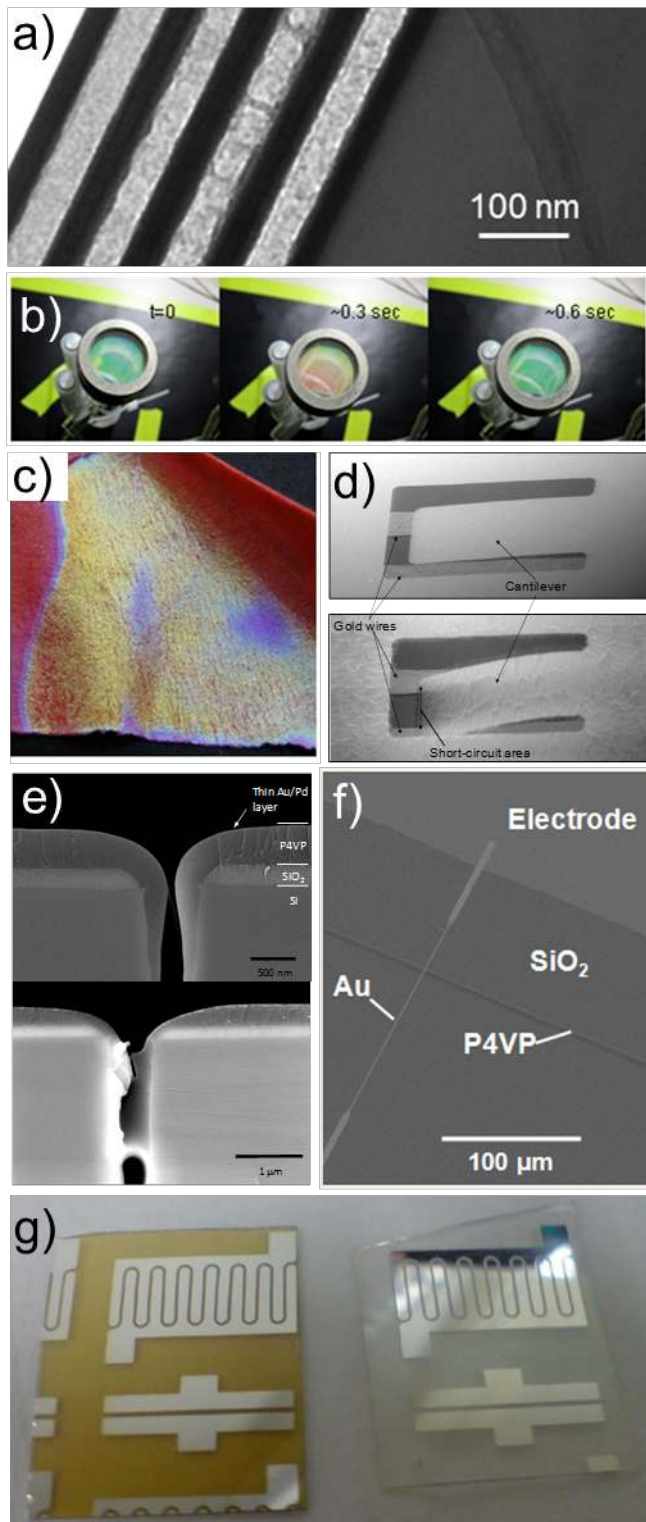 a)
100 nm
b)
t=0
~0.3 sec
~0.6 sec
c)
d)
Cantilever
Gold wires
Short-circuit area
e)
Thin Au/Pd
layer
P4VP
SiO₂
Si
500 nm
1 μm
f)
Electrode
SiO₂
Au
P4VP
100 μm
g)